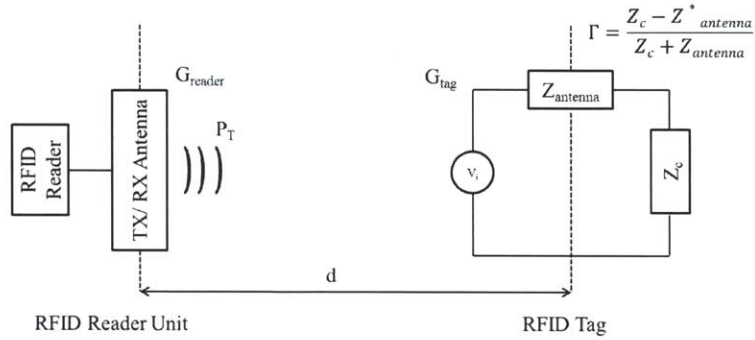 Γ = (Z_c − Z^*_antenna) / (Z_c + Z_antenna)
G_reader
G_tag
Z_antenna
P_T
RFID Reader
TX/ RX Antenna
V_s
Z_c
d
RFID Reader Unit
RFID Tag